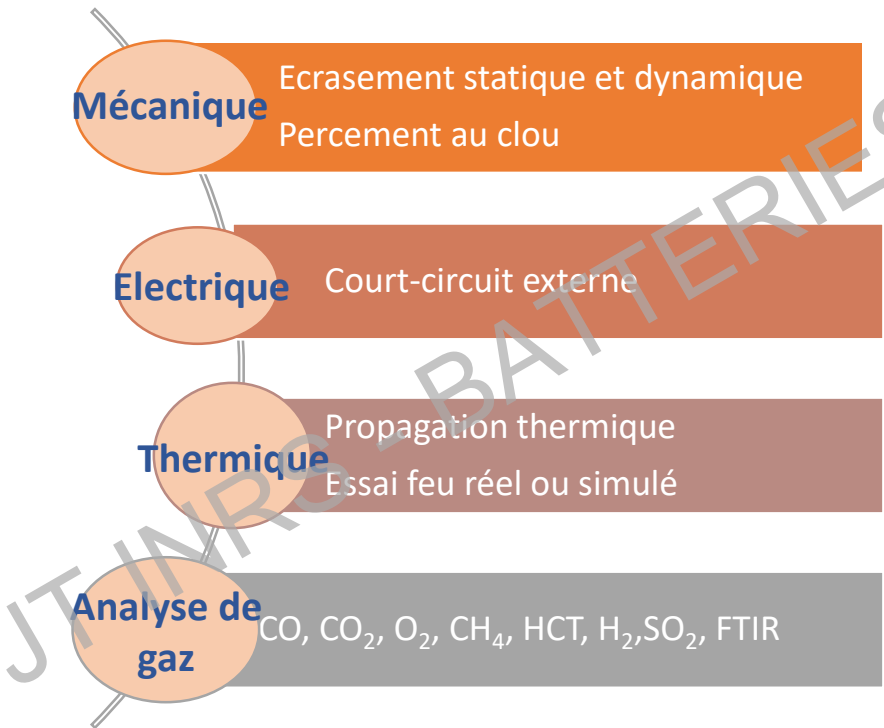 Mécanique
Ecrasement statique et dynamique
Percement au clou
Electrique
Court-circuit externe
Thermique
Propagation thermique
Essai feu réel ou simulé
Analyse de
gaz
CO, CO₂, O₂, CH₄, HCT, H₂,SO₂, FTIR
JT INRS - BATTERIES